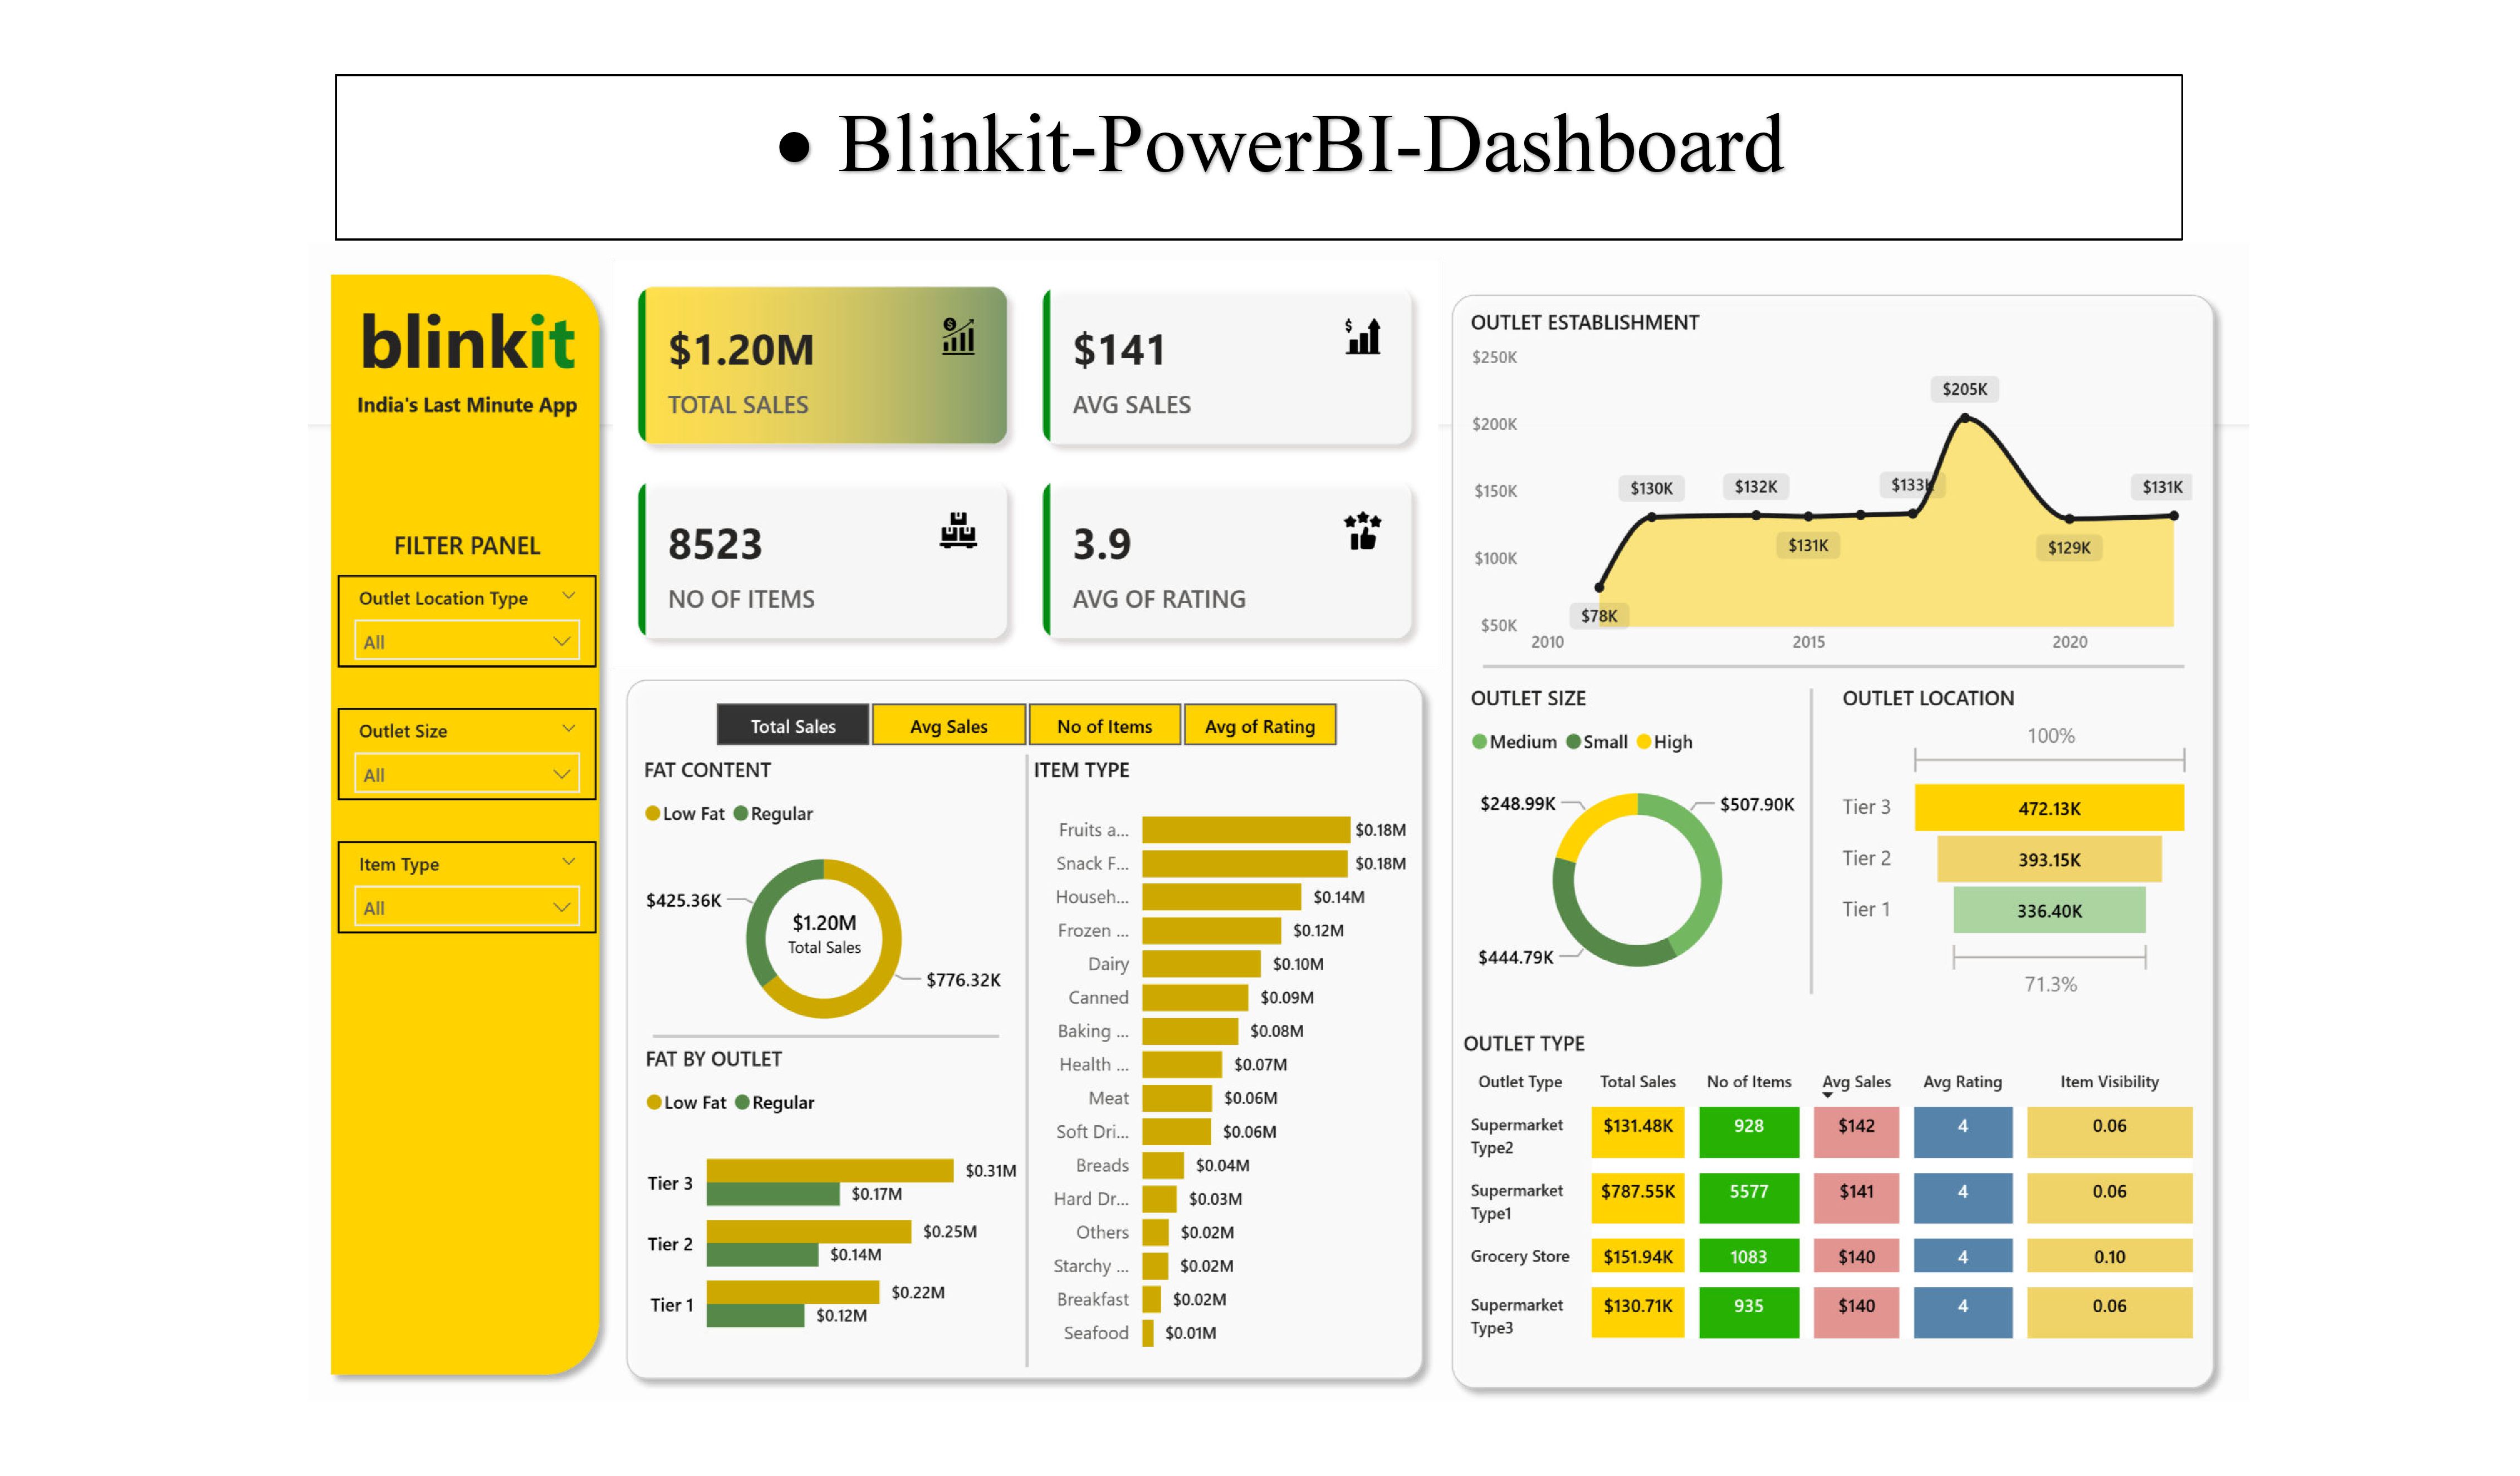 • Blinkit-PowerBI-Dashboard
blinkit
India's Last Minute App
FILTER PANEL
Outlet Location Type
All
Outlet Size
All
Item Type
All
$1.20M
TOTAL SALES
$141
AVG SALES
8523
NO OF ITEMS
3.9
AVG OF RATING
Total Sales Avg Sales No of Items Avg of Rating
FAT CONTENT
Low Fat Regular
$425.36K
$1.20M
Total Sales
$776.32K
FAT BY OUTLET
Low Fat Regular
Tier 3 $0.31M
$0.17M
Tier 2 $0.25M
$0.14M
Tier 1 $0.22M
$0.12M
ITEM TYPE
Fruits a... $0.18M
Snack F... $0.18M
Househ... $0.14M
Frozen ... $0.12M
Dairy $0.10M
Canned $0.09M
Baking ... $0.08M
Health ... $0.07M
Meat $0.06M
Soft Dri... $0.06M
Breads $0.04M
Hard Dr... $0.03M
Others $0.02M
Starchy ... $0.02M
Breakfast $0.02M
Seafood $0.01M
OUTLET ESTABLISHMENT
$250K
$200K
$150K
$100K
$50K
$78K
$130K
$132K
$131K
$133K
$205K
$129K
$131K
2010 2015 2020
OUTLET SIZE
Medium Small High
$248.99K
$507.90K
$444.79K
OUTLET LOCATION
100%
Tier 3 472.13K
Tier 2 393.15K
Tier 1 336.40K
71.3%
OUTLET TYPE
Outlet Type Total Sales No of Items Avg Sales Avg Rating Item Visibility
Supermarket Type2 $131.48K 928 $142 4 0.06
Supermarket Type1 $787.55K 5577 $141 4 0.06
Grocery Store $151.94K 1083 $140 4 0.10
Supermarket Type3 $130.71K 935 $140 4 0.06